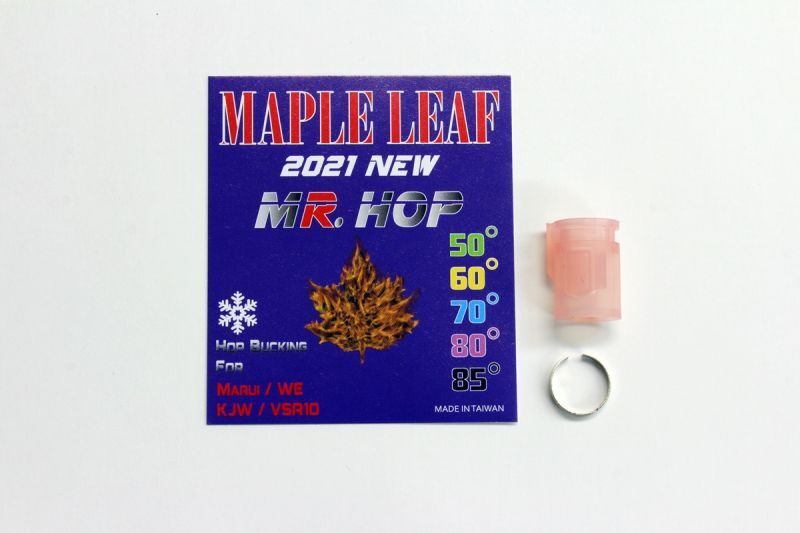 MAPLE LEAF
2021 NEW
MR. HOP
50°
60°
70°
80°
85°
HOP BUCKING
FOR
MARUI / WE
KJW / VSR10
MADE IN TAIWAN